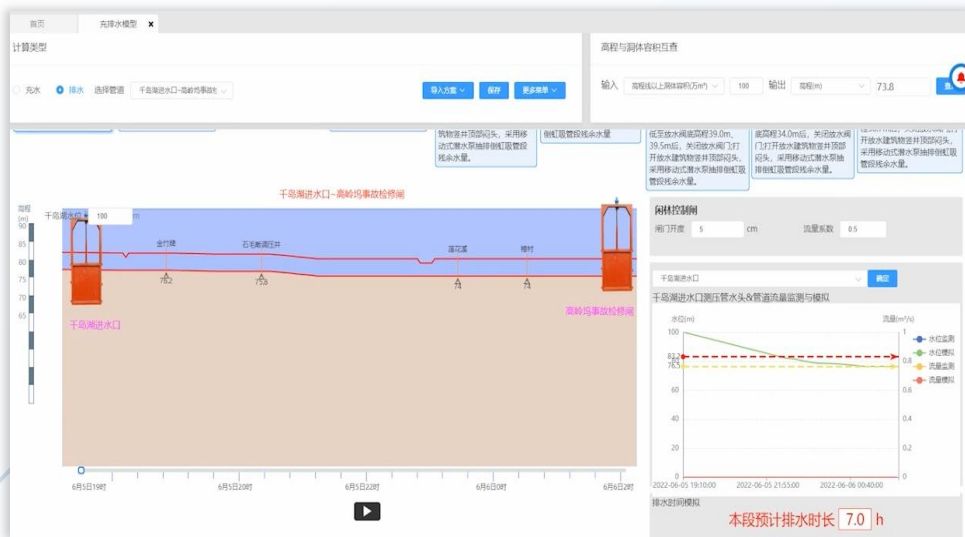 首页
充排水模型 ×
计算类型
充水 排水 选择管道 千岛湖进水口~高岭坞事故检
导入方案 保存 更多菜单
高程与洞体容积互查
输入 高程线以上洞体容积(万m³) 100 输出 高程(m) 73.8
筑物竖井顶部闷头，采用移动式潜水泵抽排倒虹吸管段残余水量。
倒虹吸管段残余水量
低至放水阀底高程39.0m、
39.5m后，关闭放水阀门;打
开放水建筑物竖井顶部闷头，
采用移动式潜水泵抽排倒虹吸
管段残余水量。
底高程34.0m后，关闭放水阀
门;打开放水建筑物竖井顶部
闷头，采用移动式潜水泵抽
排倒虹吸管段残余水量。
开放水建筑物竖井顶部闷
头，采用移动式潜水泵抽
排倒虹吸管段残余水量。
千岛湖进水口~高岭坞事故检修闸
高程
(m)
千岛湖水位 100 m
90
85
80
75
70
65
金竹牌
石毛畈调压井
莲花溪
樟村
76.2
75.8
74
74
千岛湖进水口
高岭坞事故检修闸
6月5日19时
6月5日20时
6月5日22时
6月6日0时
6月6日2时
闲林控制闸
闸门开度 5 cm 流量系数 0.5
千岛湖进水口 确定
千岛湖进水口测压管水头&管道流量监测与模拟
水位(m)
流量(m³/s)
100
83.2
76.5
60
40
20
0
1
0.8
0.6
0.4
0.2
0
水位监测
水位模拟
流量监测
流量模拟
2022-06-05 19:10:00
2022-06-05 21:55:00
2022-06-06 00:40:00
排水时间模拟
本段预计排水时长 7.0 h